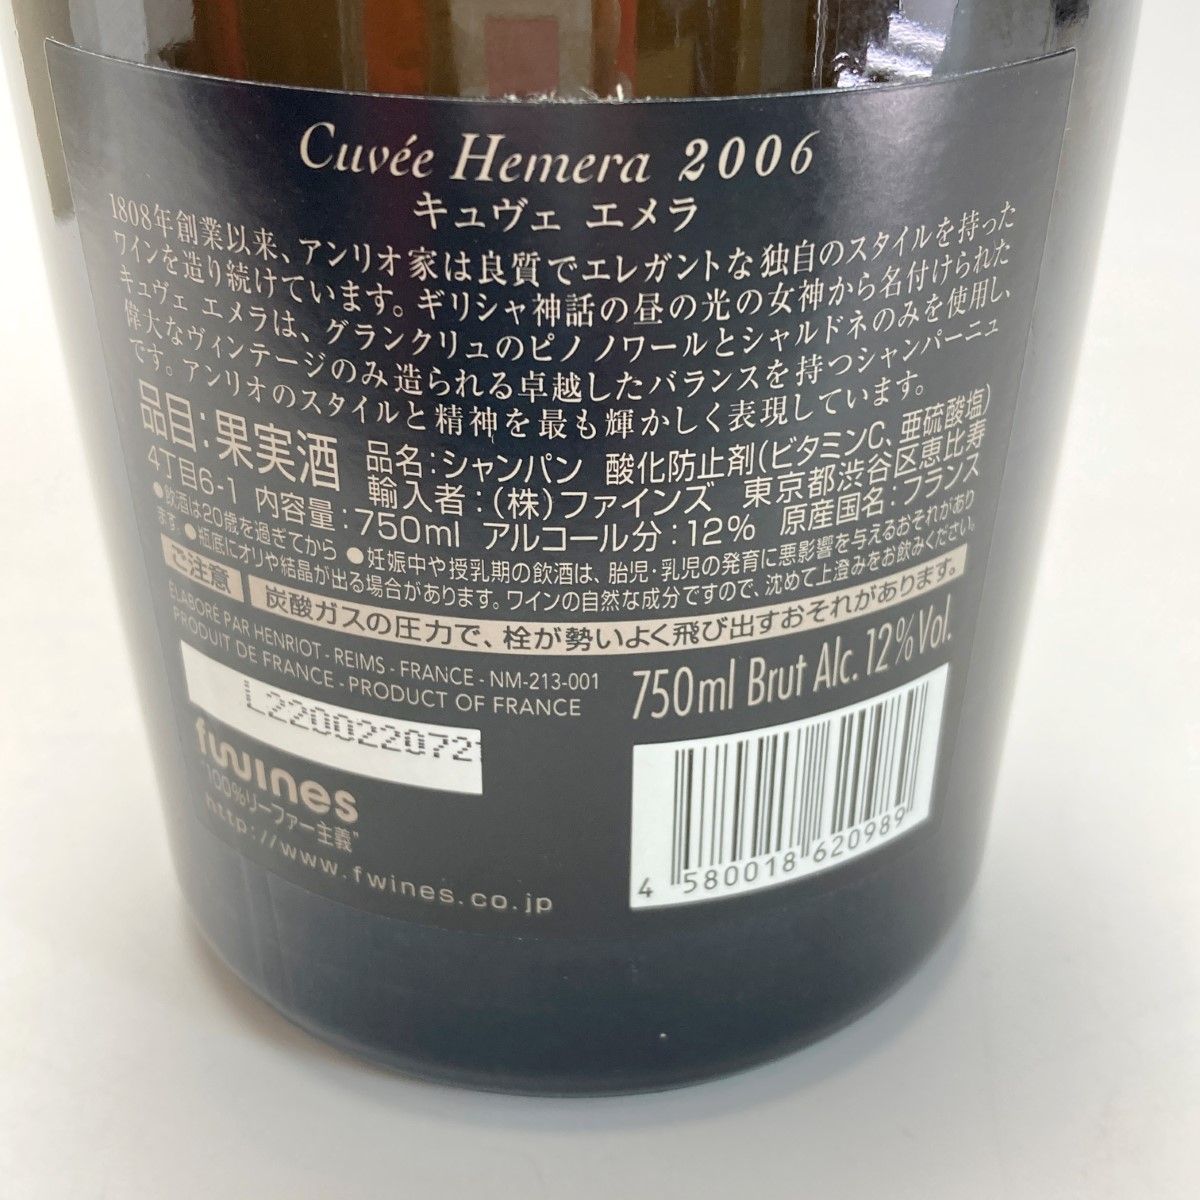 Cuvée Hemera 2006
キュヴェ エメラ
1808年創業以来、アンリオ家は良質でエレガントな独自のスタイルを持った
ワインを造り続けています。ギリシャ神話の昼の光の女神から名付けられた
キュヴェ エメラは、グランクリュのピノ ノワールとシャルドネのみを使用し、
偉大なヴィンテージのみ造られる卓越したバランスを持つシャンパーニュ
です。アンリオのスタイルと精神を最も輝かしく表現しています。
品目:果実酒 品名:シャンパン 酸化防止剤(ビタミンC、亜硫酸塩)
輸入者:(株)ファインズ 東京都渋谷区恵比寿
4丁目6-1 内容量:750ml アルコール分:12% 原産国名:フランス
●飲酒は20歳を過ぎてから ●妊娠中や授乳期の飲酒は、胎児・乳児の発育に悪影響を与えるおそれがあり
ます。●瓶底にオリや結晶が出る場合があります。ワインの自然な成分ですので、沈めて上澄みをお飲みください。
ご注意 炭酸ガスの圧力で、栓が勢いよく飛び出すおそれがあります。
ELABORÉ PAR HENRIOT - REIMS - FRANCE - NM-213-001
PRODUIT DE FRANCE - PRODUCT OF FRANCE
750ml Brut Alc. 12%Vol.
L220022072
fwines
"100%リーファー主義"
http://www.fwines.co.jp
4 580018 620989